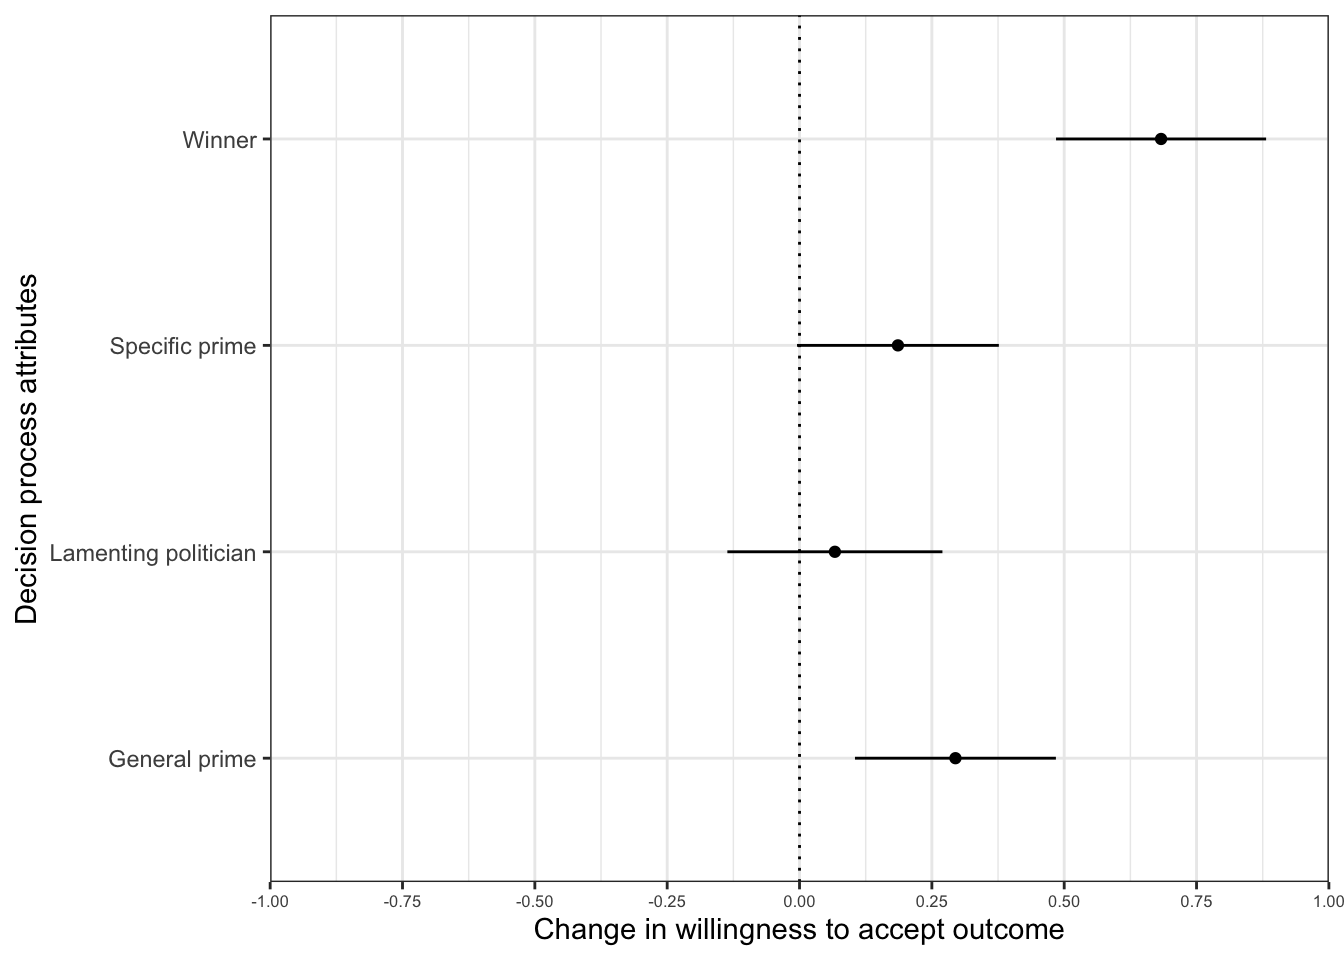 Winner
Specific prime
Lamenting politician
General prime
Decision process attributes
-1.00 -0.75 -0.50 -0.25 0.00 0.25 0.50 0.75 1.00
Change in willingness to accept outcome